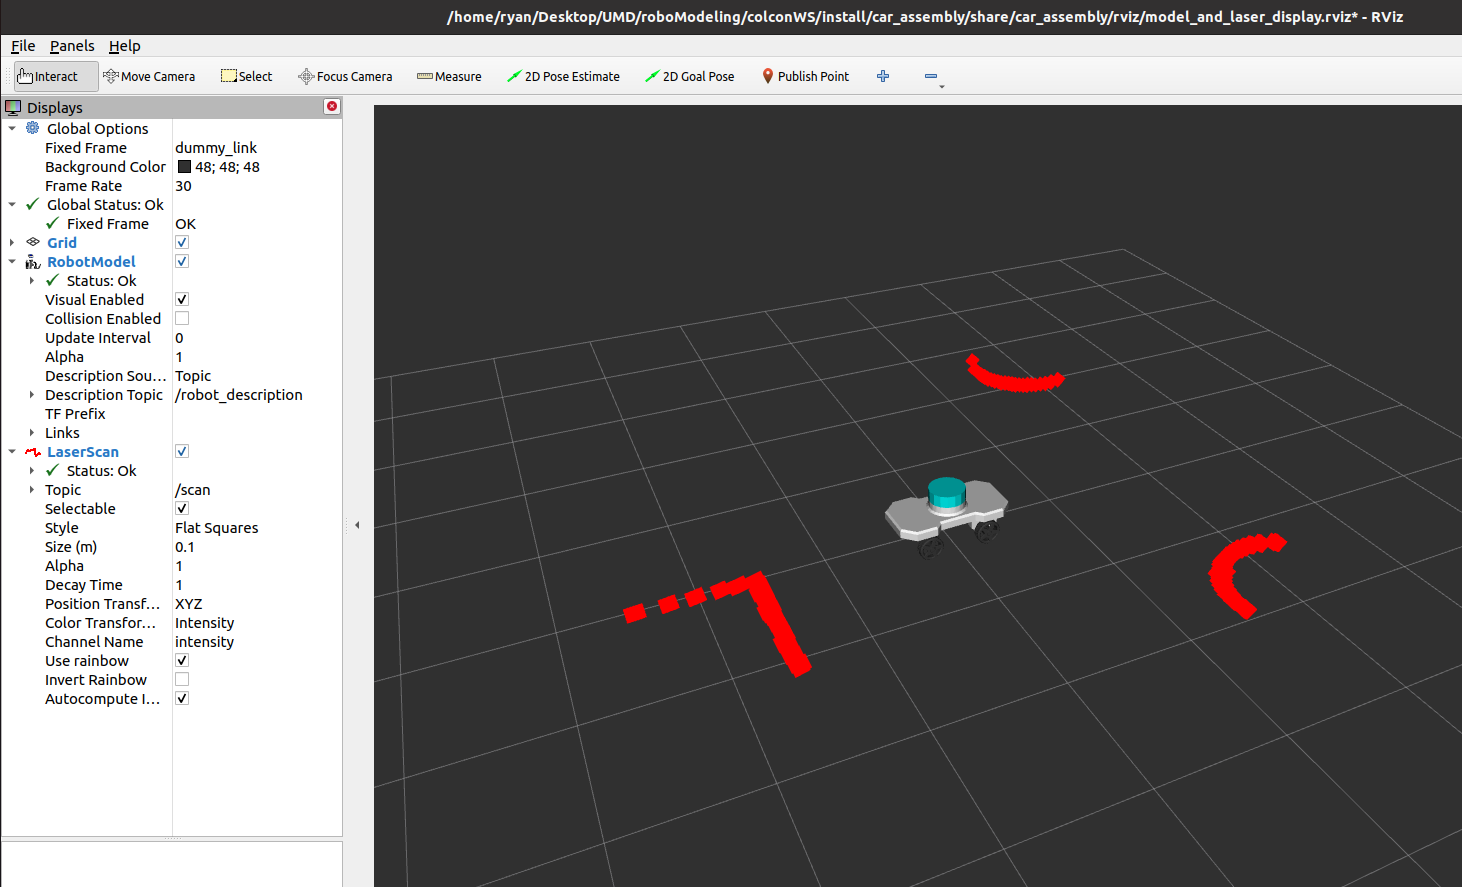 /home/ryan/Desktop/UMD/roboModeling/colconWS/install/car_assembly/share/car_assembly/rviz/model_and_laser_display.rviz* - RViz
File Panels Help
Interact Move Camera Select Focus Camera Measure 2D Pose Estimate 2D Goal Pose Publish Point
Displays
Global Options
Fixed Frame dummy_link
Background Color 48; 48; 48
Frame Rate 30
Global Status: Ok
Fixed Frame OK
Grid
RobotModel
Status: Ok
Visual Enabled
Collision Enabled
Update Interval 0
Alpha 1
Description Sou... Topic
Description Topic /robot_description
TF Prefix
Links
LaserScan
Status: Ok
Topic /scan
Selectable
Style Flat Squares
Size (m) 0.1
Alpha 1
Decay Time 1
Position Transf... XYZ
Color Transfor... Intensity
Channel Name intensity
Use rainbow
Invert Rainbow
Autocompute I...